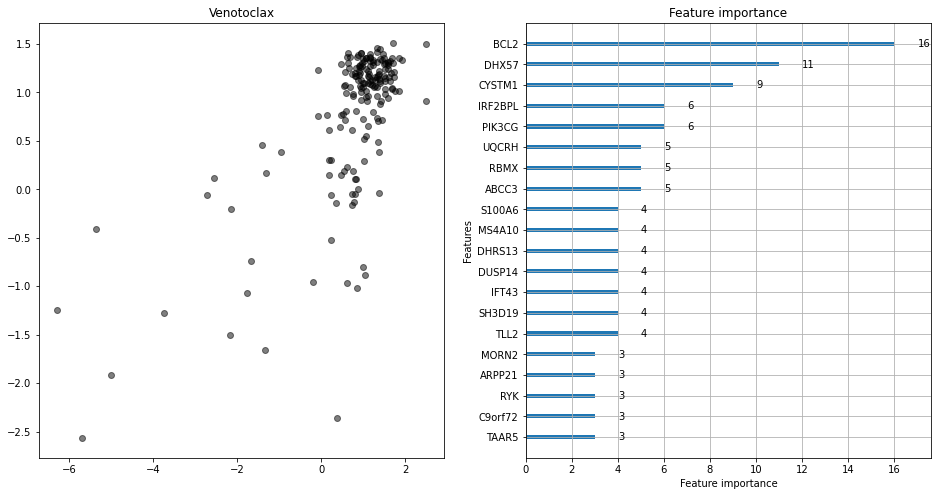 Venotoclax
1.5
1.0
0.5
0.0
−0.5
−1.0
−1.5
−2.0
−2.5
−6
−4
−2
0
2
Feature importance
Features
BCL2 16
DHX57 11
CYSTM1 9
IRF2BPL 6
PIK3CG 6
UQCRH 5
RBMX 5
ABCC3 5
S100A6 4
MS4A10 4
DHRS13 4
DUSP14 4
IFT43 4
SH3D19 4
TLL2 4
MORN2 3
ARPP21 3
RYK 3
C9orf72 3
TAAR5 3
0 2 4 6 8 10 12 14 16
Feature importance